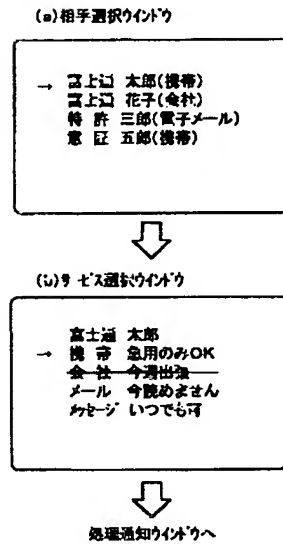 (a)相手選択ウインドウ
→ 富士通 太郎(携帯)
富士通 花子(会社)
特 許 三郎(電子メール)
意 匠 五郎(携帯)
(b)サービス選択ウインドウ
富士通 太郎
→ 携 帯 急用のみOK
会 社 今週出張
メール 今読めません
メッセージ いつでも可
処理通知ウインドウへ